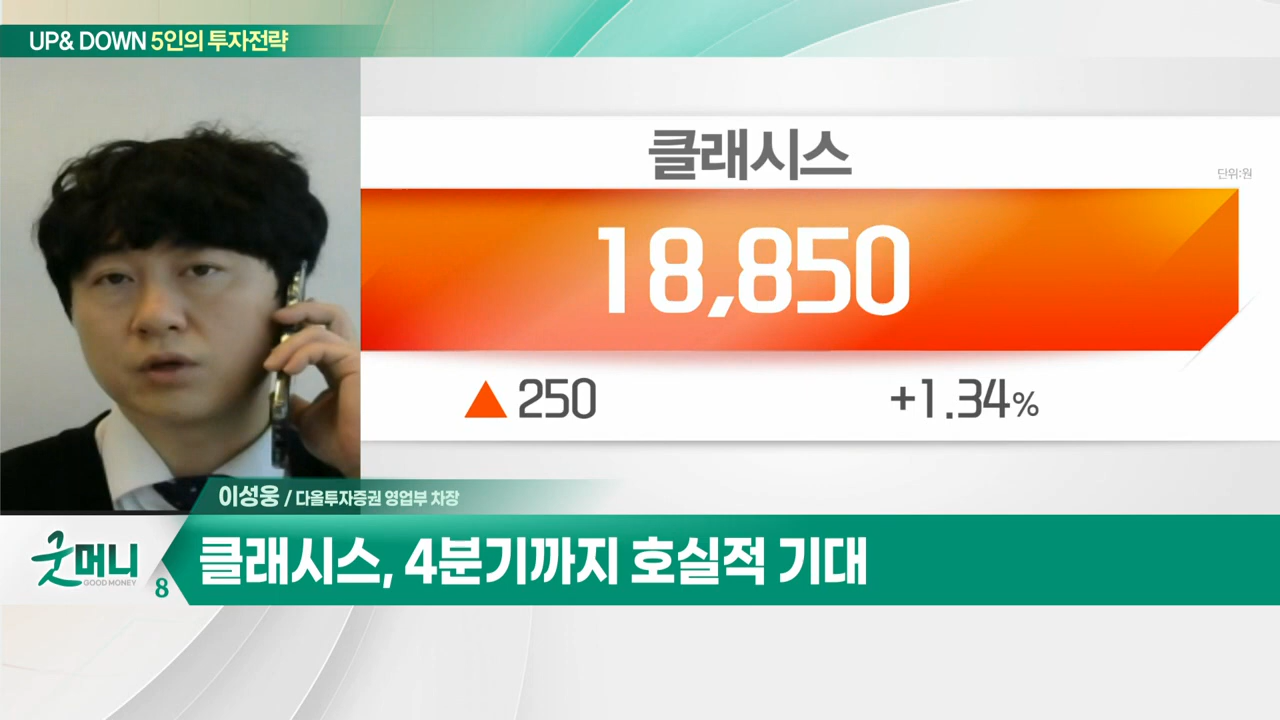 UP& DOWN 5인의 투자전략
클래시스
단위:원
18,850
▲ 250
+1.34%
이성웅 / 다올투자증권 영업부 차장
굿머니
GOOD MONEY
8
클래시스, 4분기까지 호실적 기대